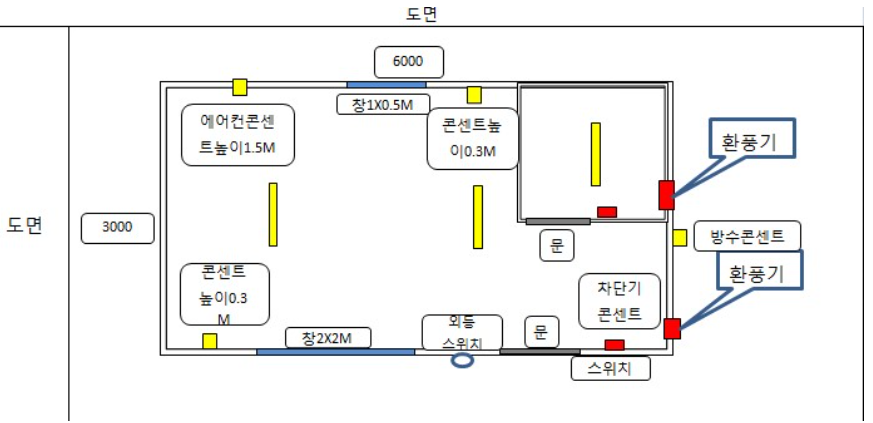 도면
6000
창1X0.5M
에어컨콘센
트높이1.5M
콘센트높
이0.3M
환풍기
도면
3000
문
방수콘센트
환풍기
콘센트
높이0.3
M
차단기
콘센트
창2X2M
외등
스위치
문
스위치